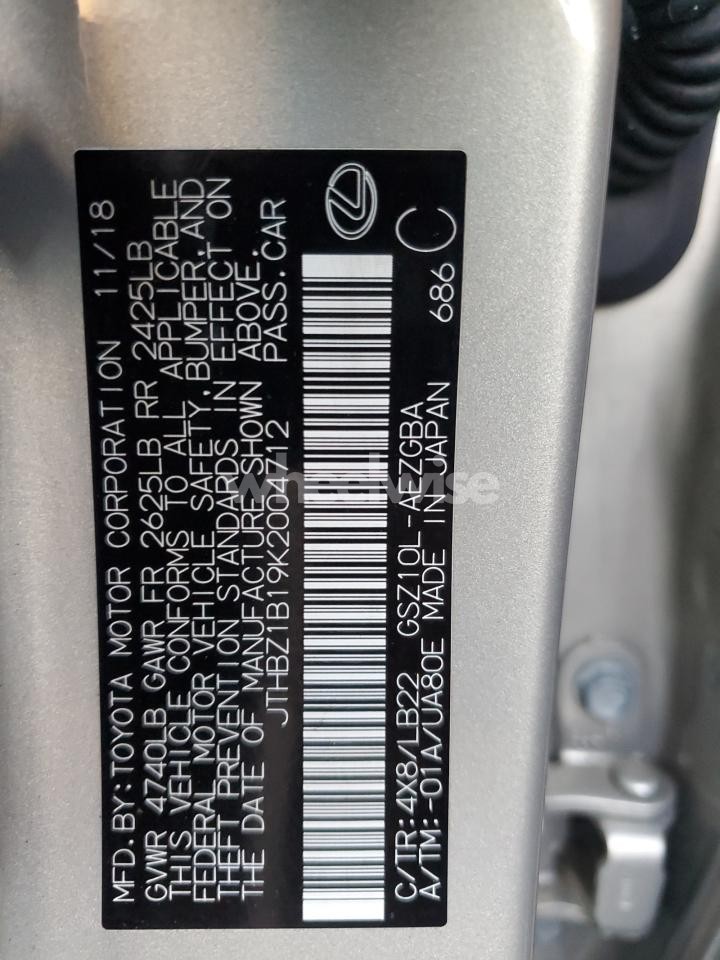 MFD.BY:TOYOTA MOTOR CORPORATION 11/18
GVWR 4740LB GAWR FR 2625LB RR 2425LB
THIS VEHICLE CONFORMS TO ALL APPLICABLE
FEDERAL MOTOR VEHICLE SAFETY,BUMPER,AND
THEFT PREVENTION STANDARDS IN EFFECT ON
THE DATE OF MANUFACTURE SHOWN ABOVE.
JTHBZ1B19K2004712 PASS.CAR
C/TR:4X8/LB22 GSZ10L-AEZGBA 686 C
A/TM:-01A/UA80E MADE IN JAPAN
wheelwise